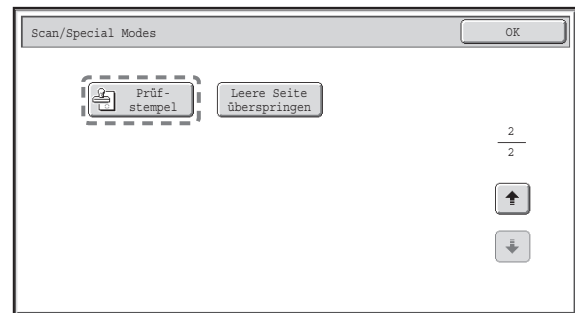 Scan/Special Modes
OK
Prüf-
stempel
Leere Seite
überspringen
2
2